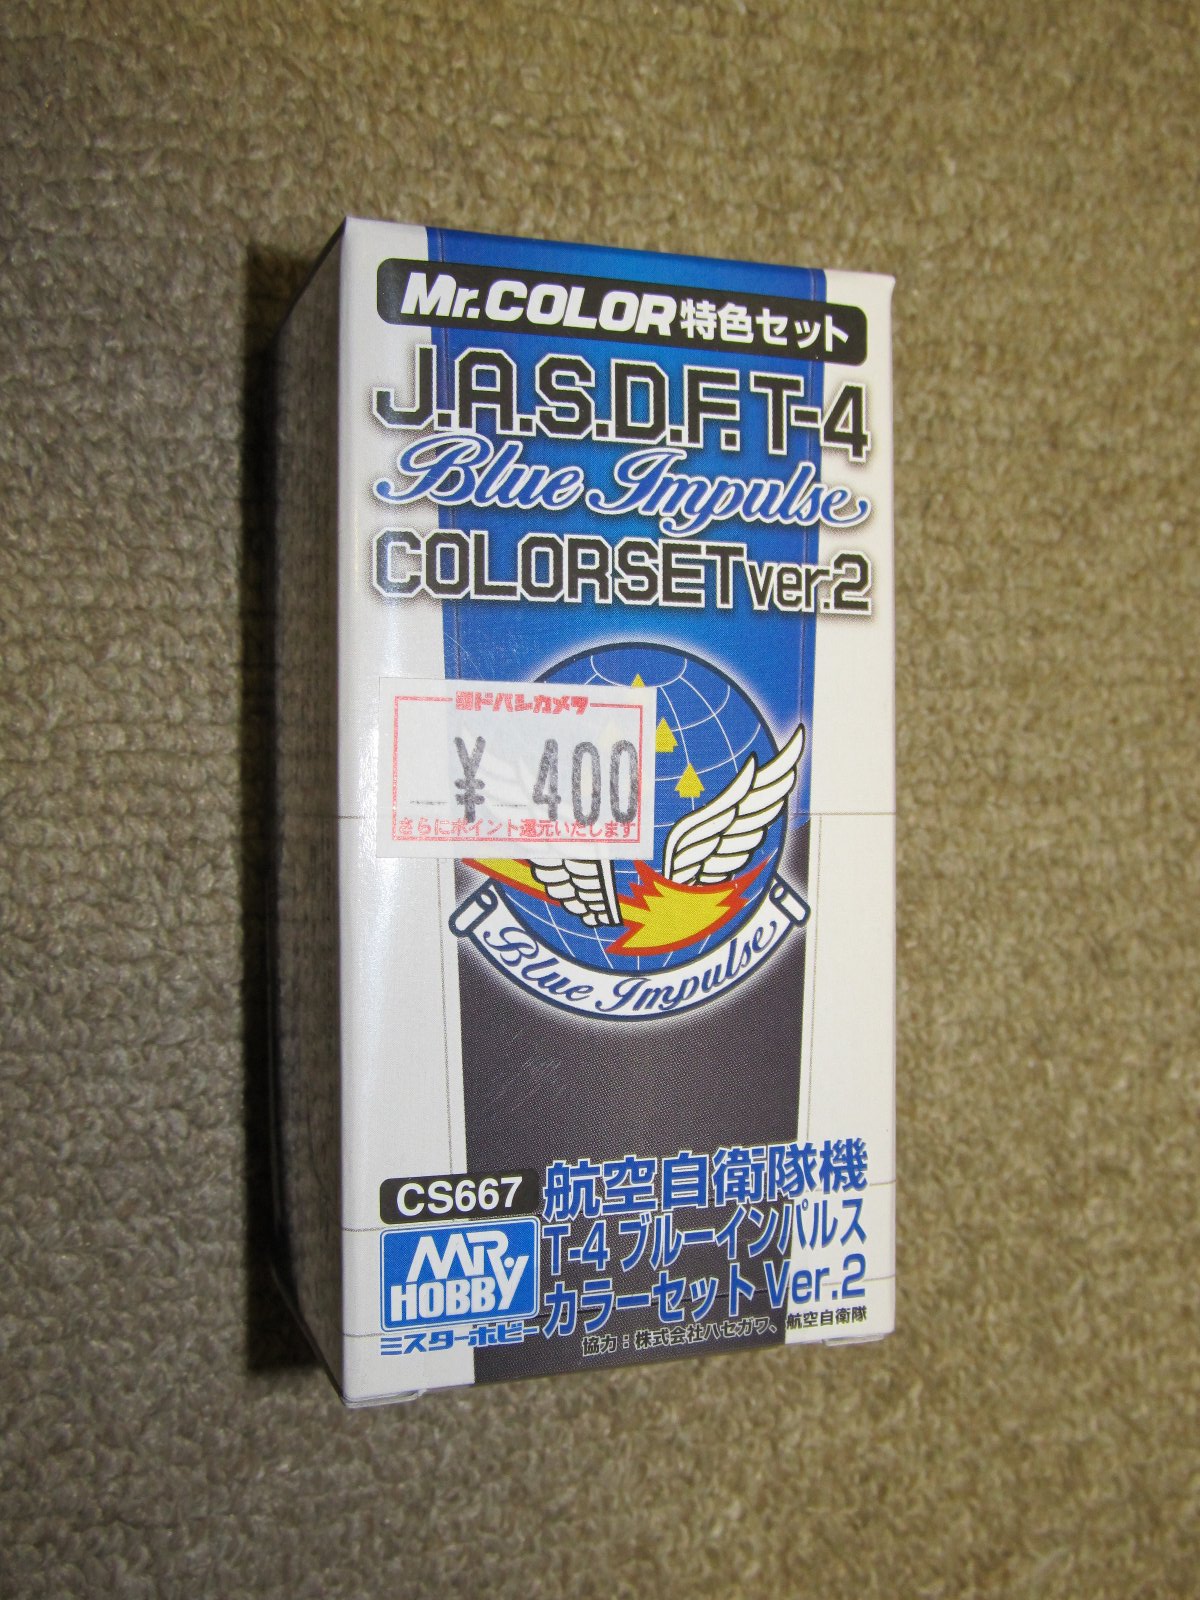 Mr.COLOR特色セット
J.A.S.D.F.T-4
Blue Impulse
COLORSET ver.2
ヨドバシカメラ
¥ 400
さらにポイント還元いたします
Blue Impulse
CS667
航空自衛隊機
T-4 ブルーインパルス
カラーセット Ver.2
MR.
HOBBY
ミスターホビー
協力：株式会社ハセガワ、航空自衛隊